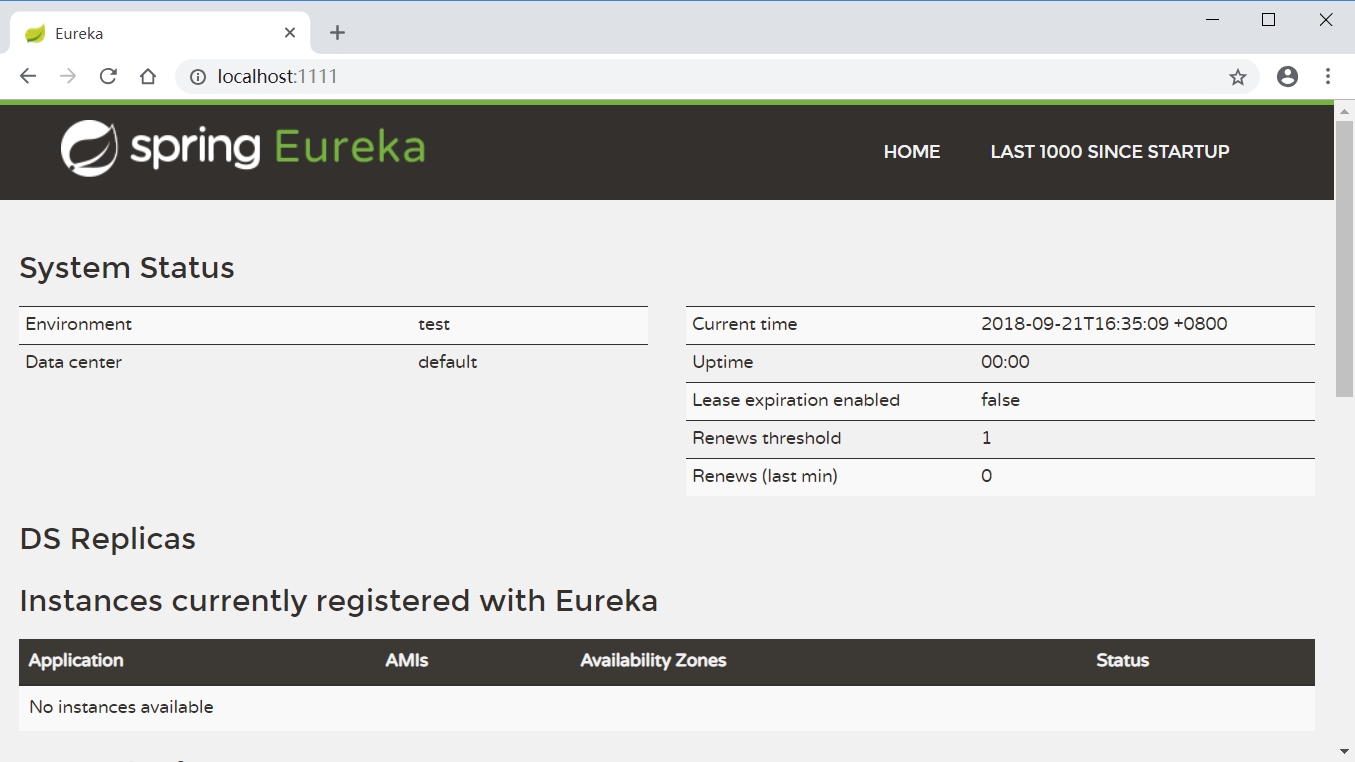 Eureka
localhost:1111
spring Eureka
HOME LAST 1000 SINCE STARTUP
System Status
Environment test
Data center default
Current time 2018-09-21T16:35:09 +0800
Uptime 00:00
Lease expiration enabled false
Renews threshold 1
Renews (last min) 0
DS Replicas
Instances currently registered with Eureka
Application AMIs Availability Zones Status
No instances available